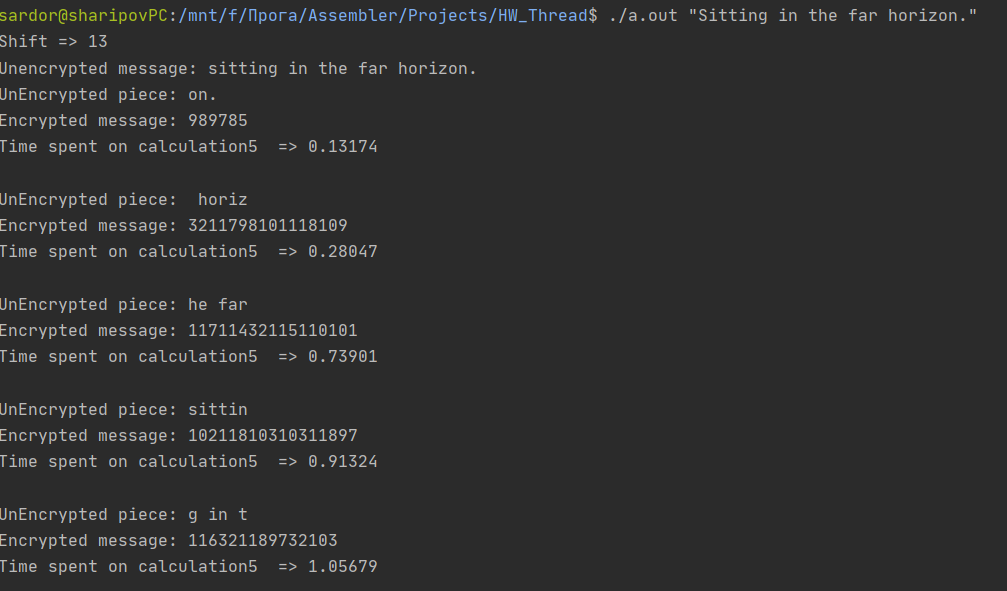 sardor@sharipovPC:/mnt/f/Прога/Assembler/Projects/HW_Thread$ ./a.out "Sitting in the far horizon."
Shift => 13
Unencrypted message: sitting in the far horizon.
UnEncrypted piece: on.
Encrypted message: 989785
Time spent on calculation5  => 0.13174

UnEncrypted piece:  horiz
Encrypted message: 3211798101118109
Time spent on calculation5  => 0.28047

UnEncrypted piece: he far
Encrypted message: 11711432115110101
Time spent on calculation5  => 0.73901

UnEncrypted piece: sittin
Encrypted message: 10211810310311897
Time spent on calculation5  => 0.91324

UnEncrypted piece: g in t
Encrypted message: 116321189732103
Time spent on calculation5  => 1.05679